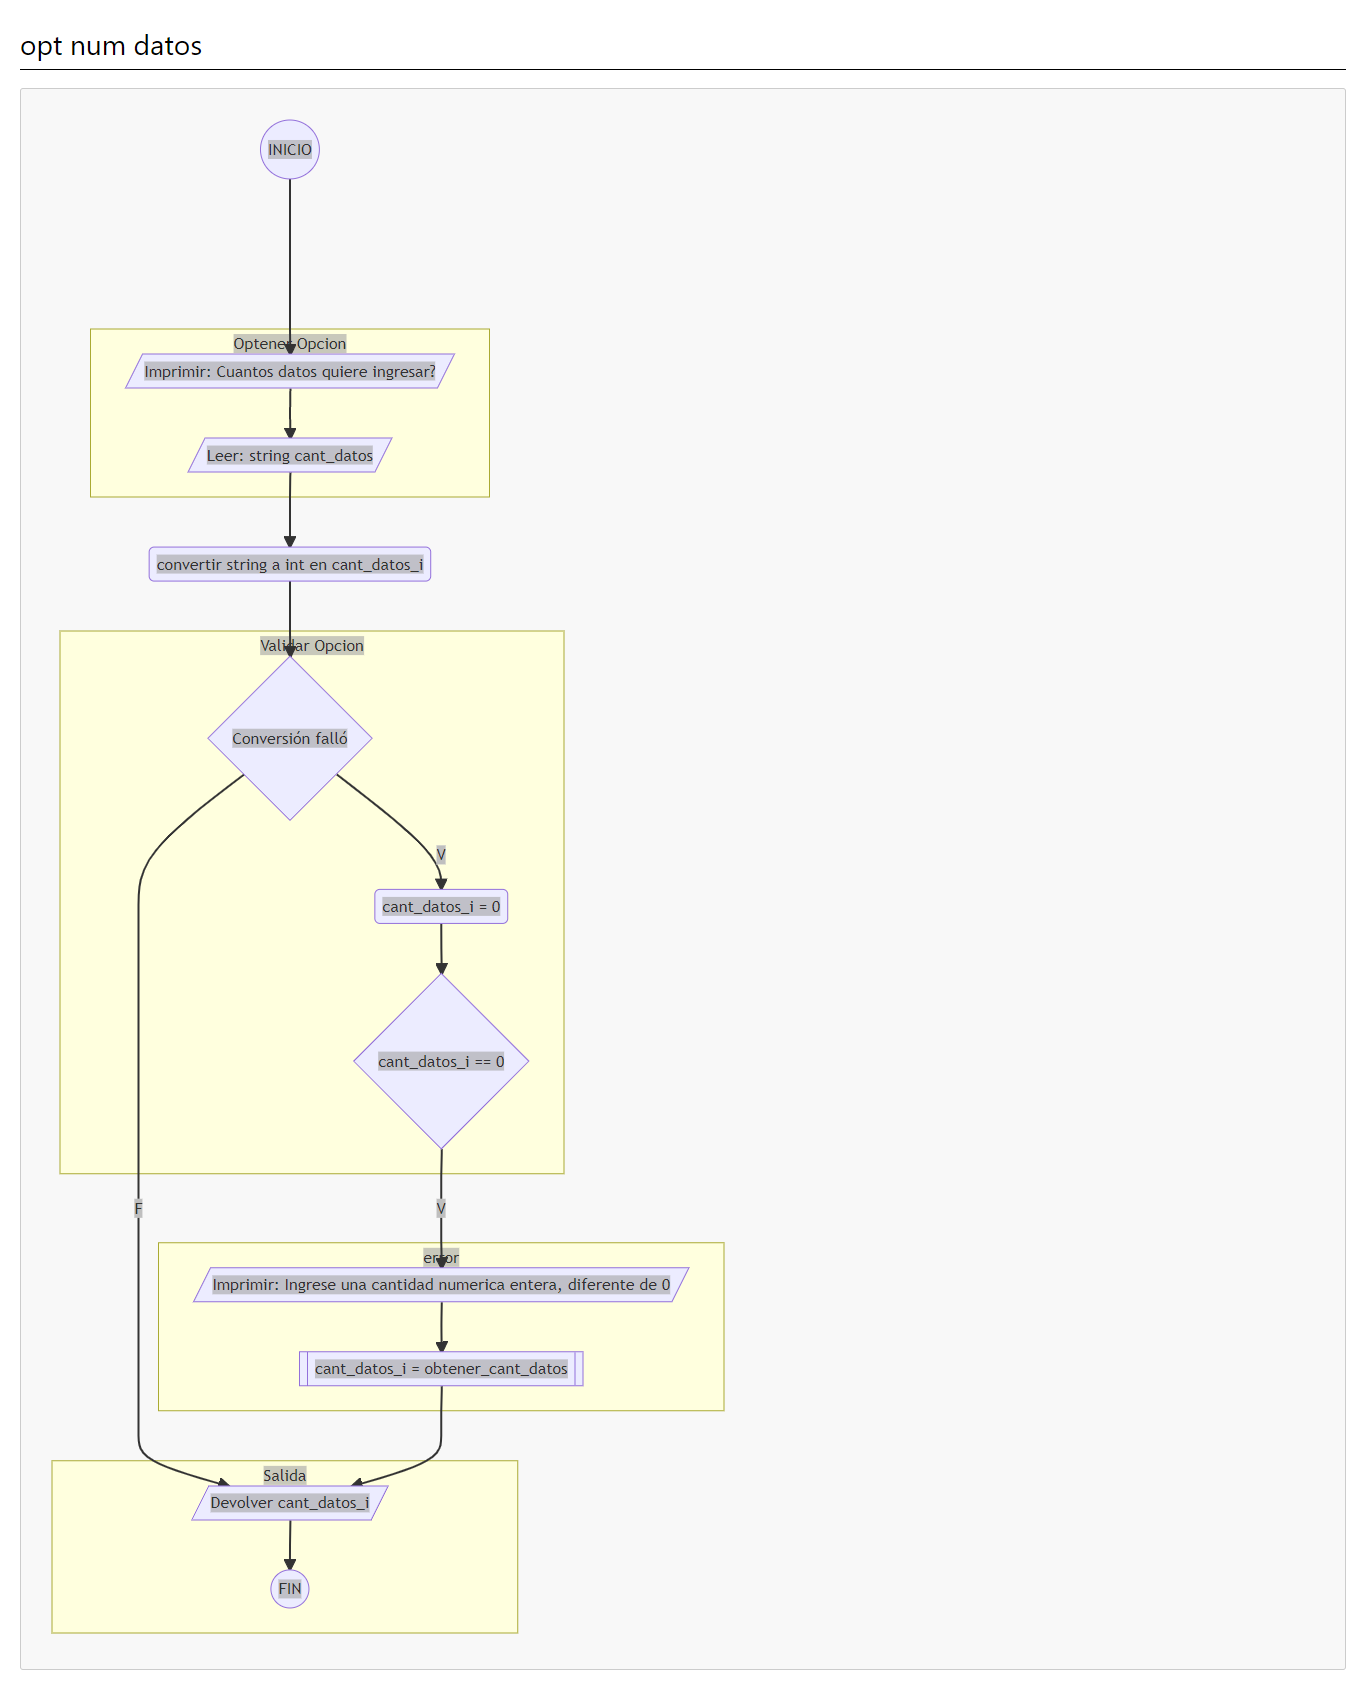 opt num datos
INICIO
Optener Opcion
Imprimir: Cuantos datos quiere ingresar?
Leer: string cant_datos
convertir string a int en cant_datos_i
Validar Opcion
Conversión falló
V
cant_datos_i = 0
cant_datos_i == 0
F
V
error
Imprimir: Ingrese una cantidad numerica entera, diferente de 0
cant_datos_i = obtener_cant_datos
Salida
Devolver cant_datos_i
FIN